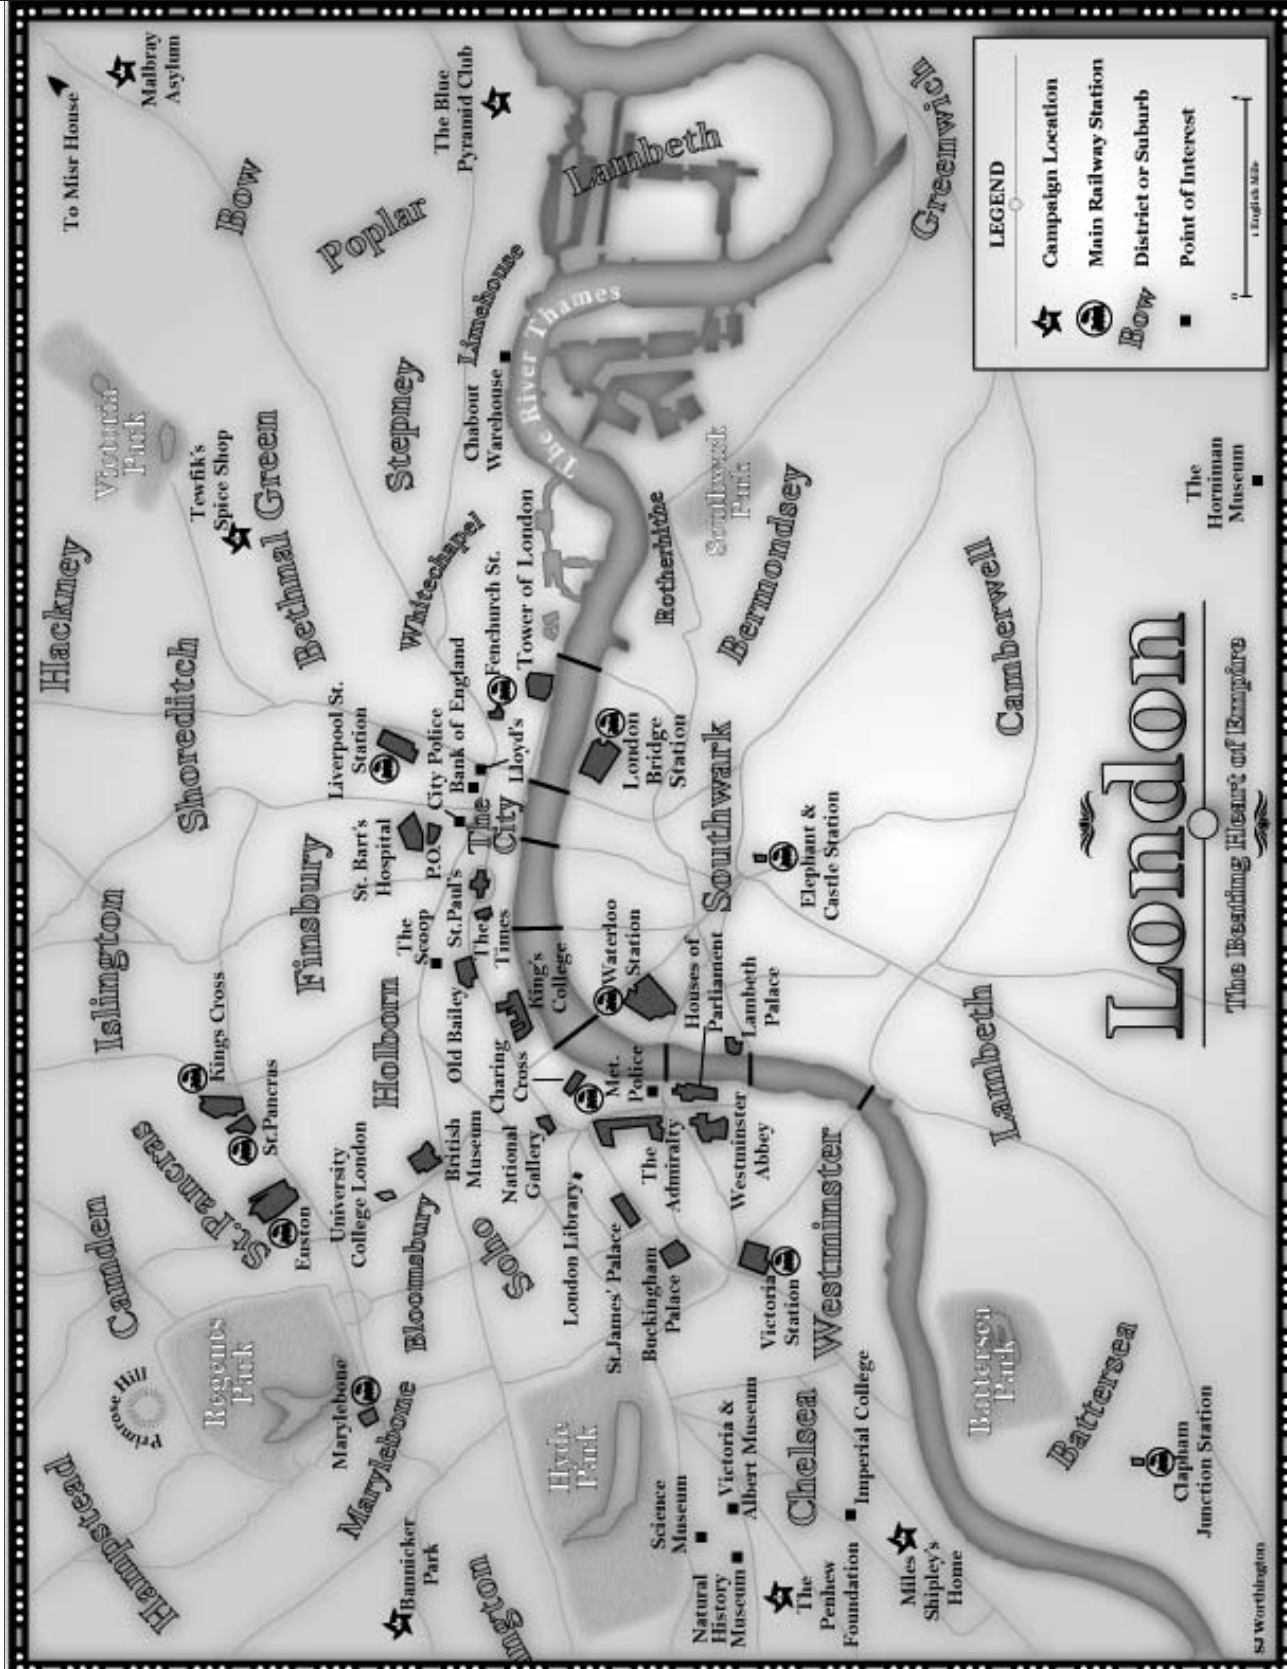 Hampstead
Primrose Hill
Camden
Islington
Hackney
To Misr House
Malbray
Asylum
Regents
Park
St.Pancras
Kings Cross
St.Pancras
Euston
Shoreditch
Victoria
Park
Bow
Tewfik's
Spice Shop
Bethnal Green
Finsbury
Marylebone
Marylebone
University
College London
Holborn
Liverpool St.
Station
St. Bart's
Hospital
Poplar
Stepney
Bannicker
Park
Bloomsbury
British
Museum
The
Scoop
P.O.
City Police
Whitechapel
The Blue
Pyramid Club
ington
Soho
National
Gallery
Old Bailey
St.Paul's
The
Times
The
City
Bank of England
Lloyd's
Fenchurch St.
Tower of London
Chabout
Warehouse
Limehouse
The River Thames
Lambeth
Hyde
Park
London Library
Charing
Cross
King's
College
St.James' Palace
Buckingham
Palace
The
Admiralty
Met.
Police
Waterloo
Station
London
Bridge
Station
Rotherhithe
Southwark
Park
Science
Museum
Natural
History
Museum
Victoria &
Albert Museum
Victoria
Station
Westminster
Abbey
Houses of
Parliament
Lambeth
Palace
Southwark
Bermondsey
The
Penhew
Foundation
Chelsea
Imperial College
Westminster
Elephant &
Castle Station
Greenwich
Miles
Shipley's
Home
Battersea
Park
Lambeth
Camberwell
Battersea
Clapham
Junction Station
London
The Beating Heart of Empire
The
Horniman
Museum
LEGEND
Campaign Location
Main Railway Station
Bow
District or Suburb
Point of Interest
0
1
1 English Mile
SJ Worthington